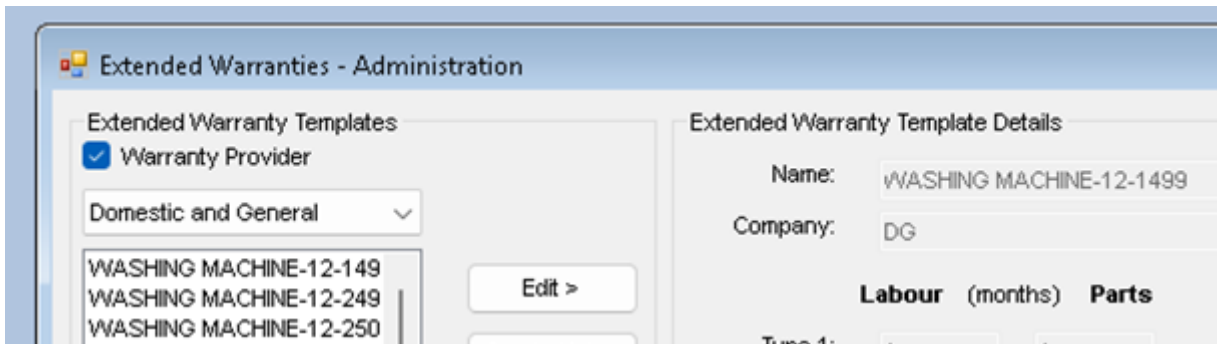 Extended Warranties - Administration
Extended Warranty Templates
Warranty Provider
Domestic and General
WASHING MACHINE-12-149
WASHING MACHINE-12-249
WASHING MACHINE-12-250
Edit >
Extended Warranty Template Details
Name: WASHING MACHINE-12-1499
Company: DG
Labour (months) Parts
Type 1: